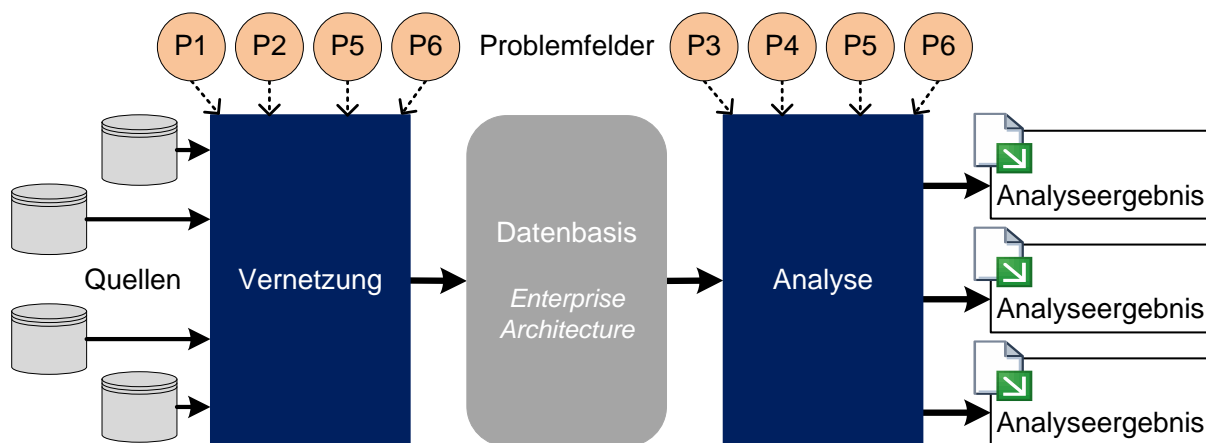 P1 P2 P5 P6 Problemfelder P3 P4 P5 P6
Analyseergebnis
Quellen
Vernetzung
Datenbasis
Enterprise
Architecture
Analyse
Analyseergebnis
Analyseergebnis